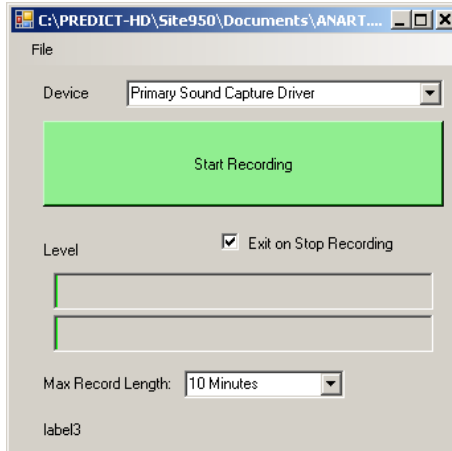 C:\PREDICT-HD\Site950\Documents\ANART....
File
Device Primary Sound Capture Driver
Start Recording
Level Exit on Stop Recording
Max Record Length: 10 Minutes
label3